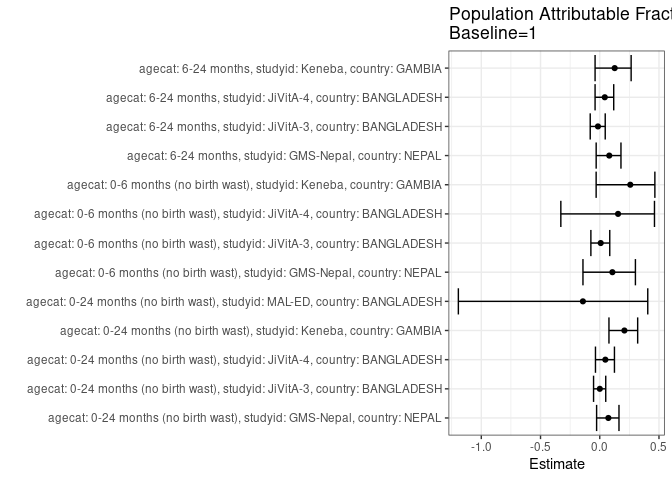 Population Attributable Fract
Baseline=1
agecat: 6-24 months, studyid: Keneba, country: GAMBIA
agecat: 6-24 months, studyid: JiVitA-4, country: BANGLADESH
agecat: 6-24 months, studyid: JiVitA-3, country: BANGLADESH
agecat: 6-24 months, studyid: GMS-Nepal, country: NEPAL
agecat: 0-6 months (no birth wast), studyid: Keneba, country: GAMBIA
agecat: 0-6 months (no birth wast), studyid: JiVitA-4, country: BANGLADESH
agecat: 0-6 months (no birth wast), studyid: JiVitA-3, country: BANGLADESH
agecat: 0-6 months (no birth wast), studyid: GMS-Nepal, country: NEPAL
agecat: 0-24 months (no birth wast), studyid: MAL-ED, country: BANGLADESH
agecat: 0-24 months (no birth wast), studyid: Keneba, country: GAMBIA
agecat: 0-24 months (no birth wast), studyid: JiVitA-4, country: BANGLADESH
agecat: 0-24 months (no birth wast), studyid: JiVitA-3, country: BANGLADESH
agecat: 0-24 months (no birth wast), studyid: GMS-Nepal, country: NEPAL
-1.0 -0.5 0.0 0.5
Estimate